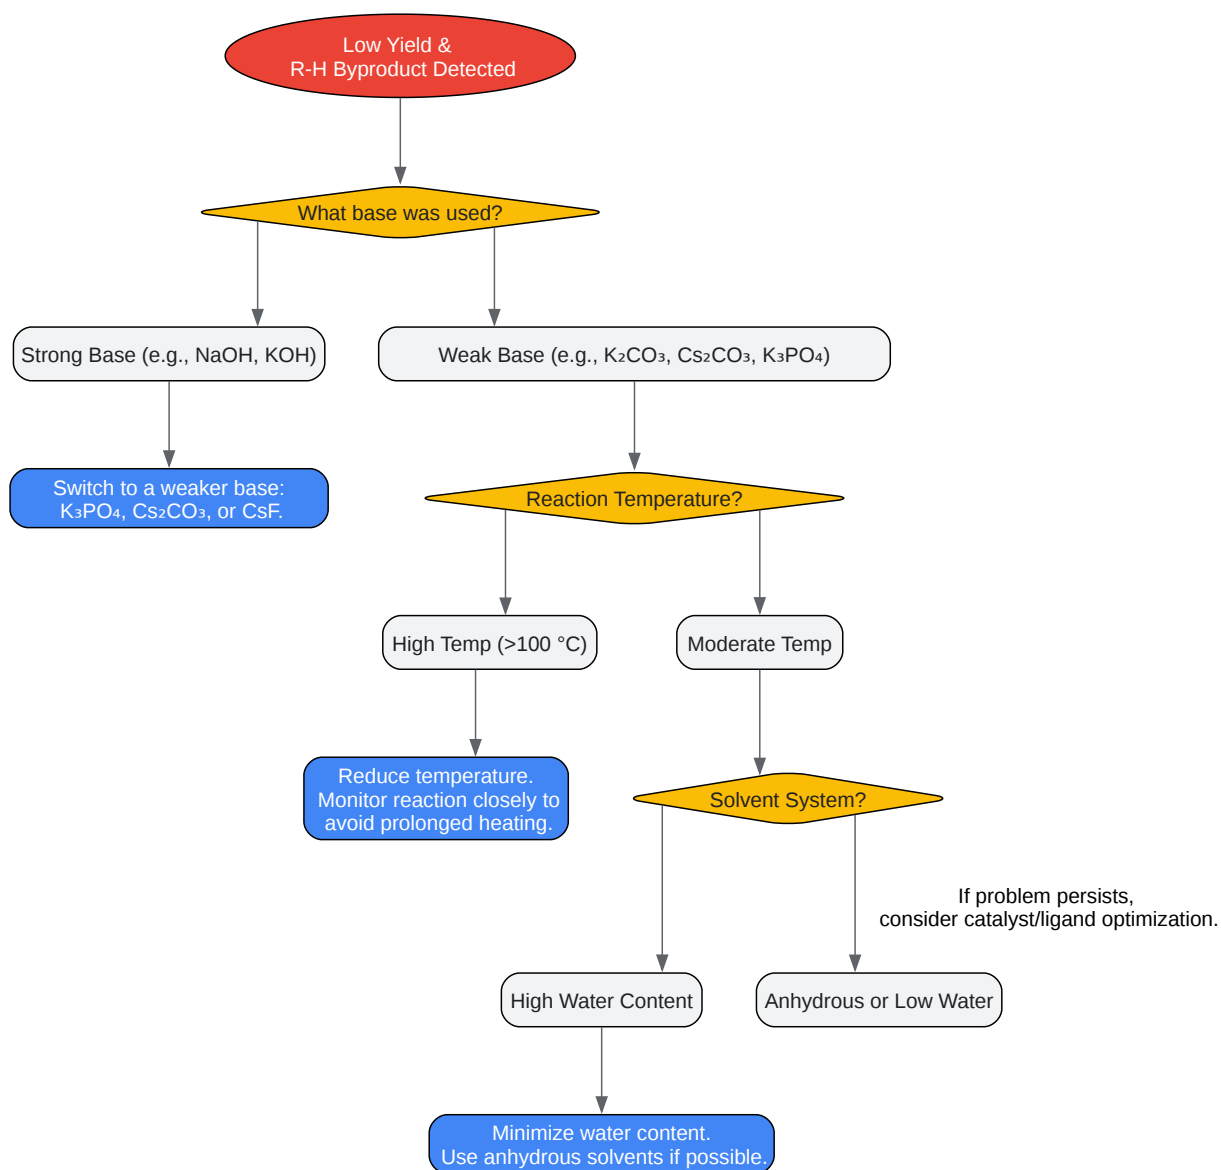 Low Yield &
R-H Byproduct Detected
What base was used?
Strong Base (e.g., NaOH, KOH)
Weak Base (e.g., K₂CO₃, Cs₂CO₃, K₃PO₄)
Switch to a weaker base:
K₃PO₄, Cs₂CO₃, or CsF.
Reaction Temperature?
High Temp (>100 °C)
Moderate Temp
Reduce temperature.
Monitor reaction closely to
avoid prolonged heating.
Solvent System?
If problem persists,
consider catalyst/ligand optimization.
High Water Content
Anhydrous or Low Water
Minimize water content.
Use anhydrous solvents if possible.